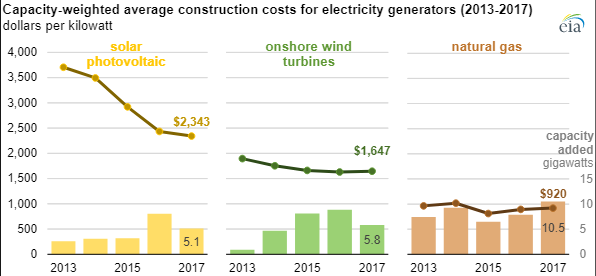 Capacity-weighted average construction costs for electricity generators (2013-2017)
dollars per kilowatt
eia
solar
photovoltaic
onshore wind
turbines
natural gas
4,000
3,500
3,000
2,500
2,000
1,500
1,000
500
0
$2,343
5.1
2013
2015
2017
$1,647
5.8
2013
2015
2017
capacity
added
gigawatts
15
10
5
0
$920
10.5
2013
2015
2017